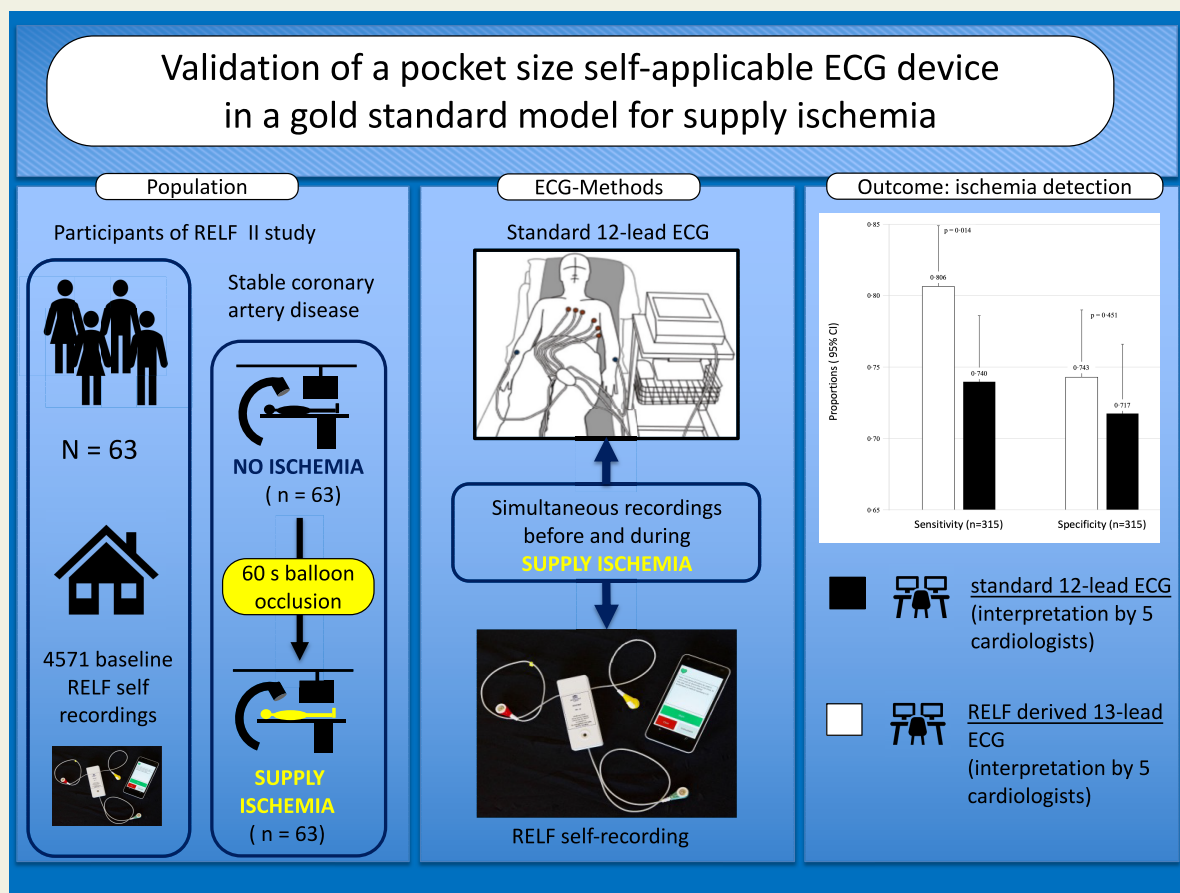 Validation of a pocket size self-applicable ECG device
in a gold standard model for supply ischemia
Population
Participants of RELF II study
N = 63
4571 baseline
RELF self
recordings
Stable coronary
artery disease
NO ISCHEMIA
( n = 63)
60 s balloon
occlusion
SUPPLY
ISCHEMIA
( n = 63)
ECG-Methods
Standard 12-lead ECG
Simultaneous recordings
before and during
SUPPLY ISCHEMIA
RELF self-recording
Outcome: ischemia detection
Proportions ( 95% CI)
0·85
0·80
0·75
0·70
0·65
p = 0·014
0·806
0·740
p = 0·451
0·743
0·717
Sensitivity (n=315)
Specificity (n=315)
standard 12-lead ECG
(interpretation by 5
cardiologists)
RELF derived 13-lead
ECG
(interpretation by 5
cardiologists)